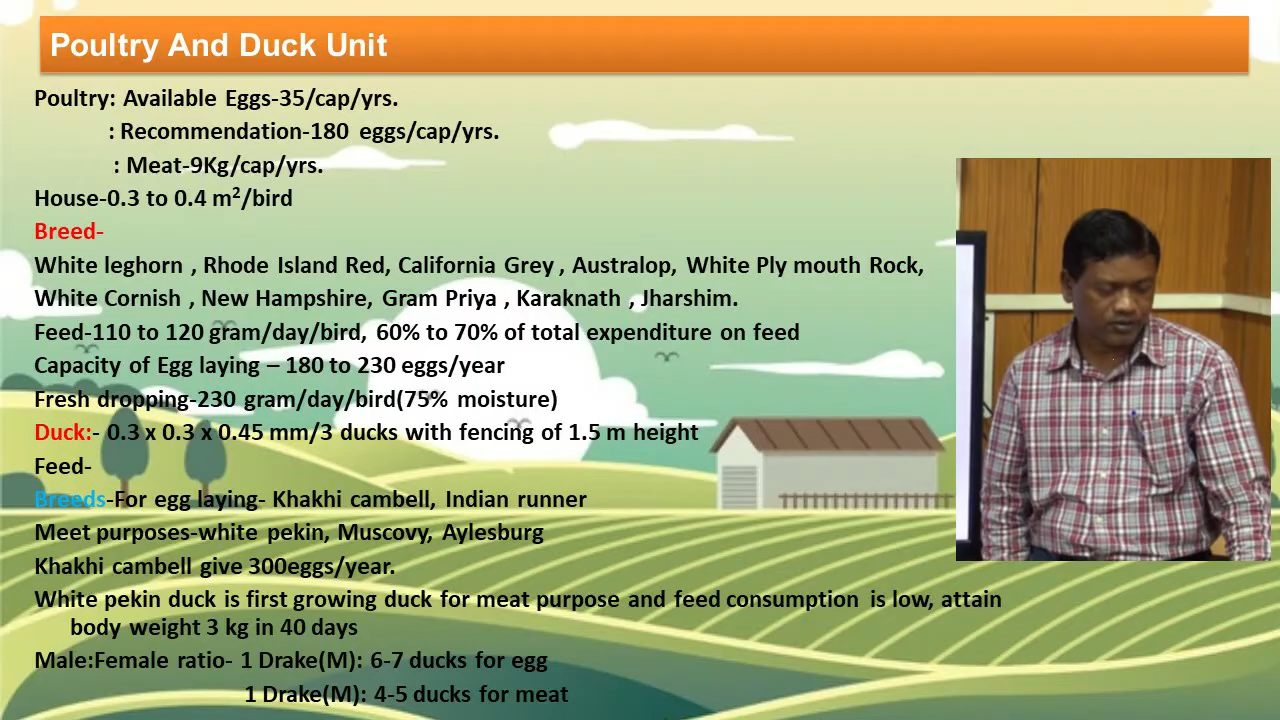 Poultry And Duck Unit
Poultry: Available Eggs-35/cap/yrs.
: Recommendation-180 eggs/cap/yrs.
: Meat-9Kg/cap/yrs.
House-0.3 to 0.4 m²/bird
Breed-
White leghorn , Rhode Island Red, California Grey , Australop, White Ply mouth Rock,
White Cornish , New Hampshire, Gram Priya , Karaknath , Jharshim.
Feed-110 to 120 gram/day/bird, 60% to 70% of total expenditure on feed
Capacity of Egg laying – 180 to 230 eggs/year
Fresh dropping-230 gram/day/bird(75% moisture)
Duck:- 0.3 x 0.3 x 0.45 mm/3 ducks with fencing of 1.5 m height
Feed-
Breeds-For egg laying- Khakhi cambell, Indian runner
Meet purposes-white pekin, Muscovy, Aylesburg
Khakhi cambell give 300eggs/year.
White pekin duck is first growing duck for meat purpose and feed consumption is low, attain
body weight 3 kg in 40 days
Male:Female ratio- 1 Drake(M): 6-7 ducks for egg
1 Drake(M): 4-5 ducks for meat